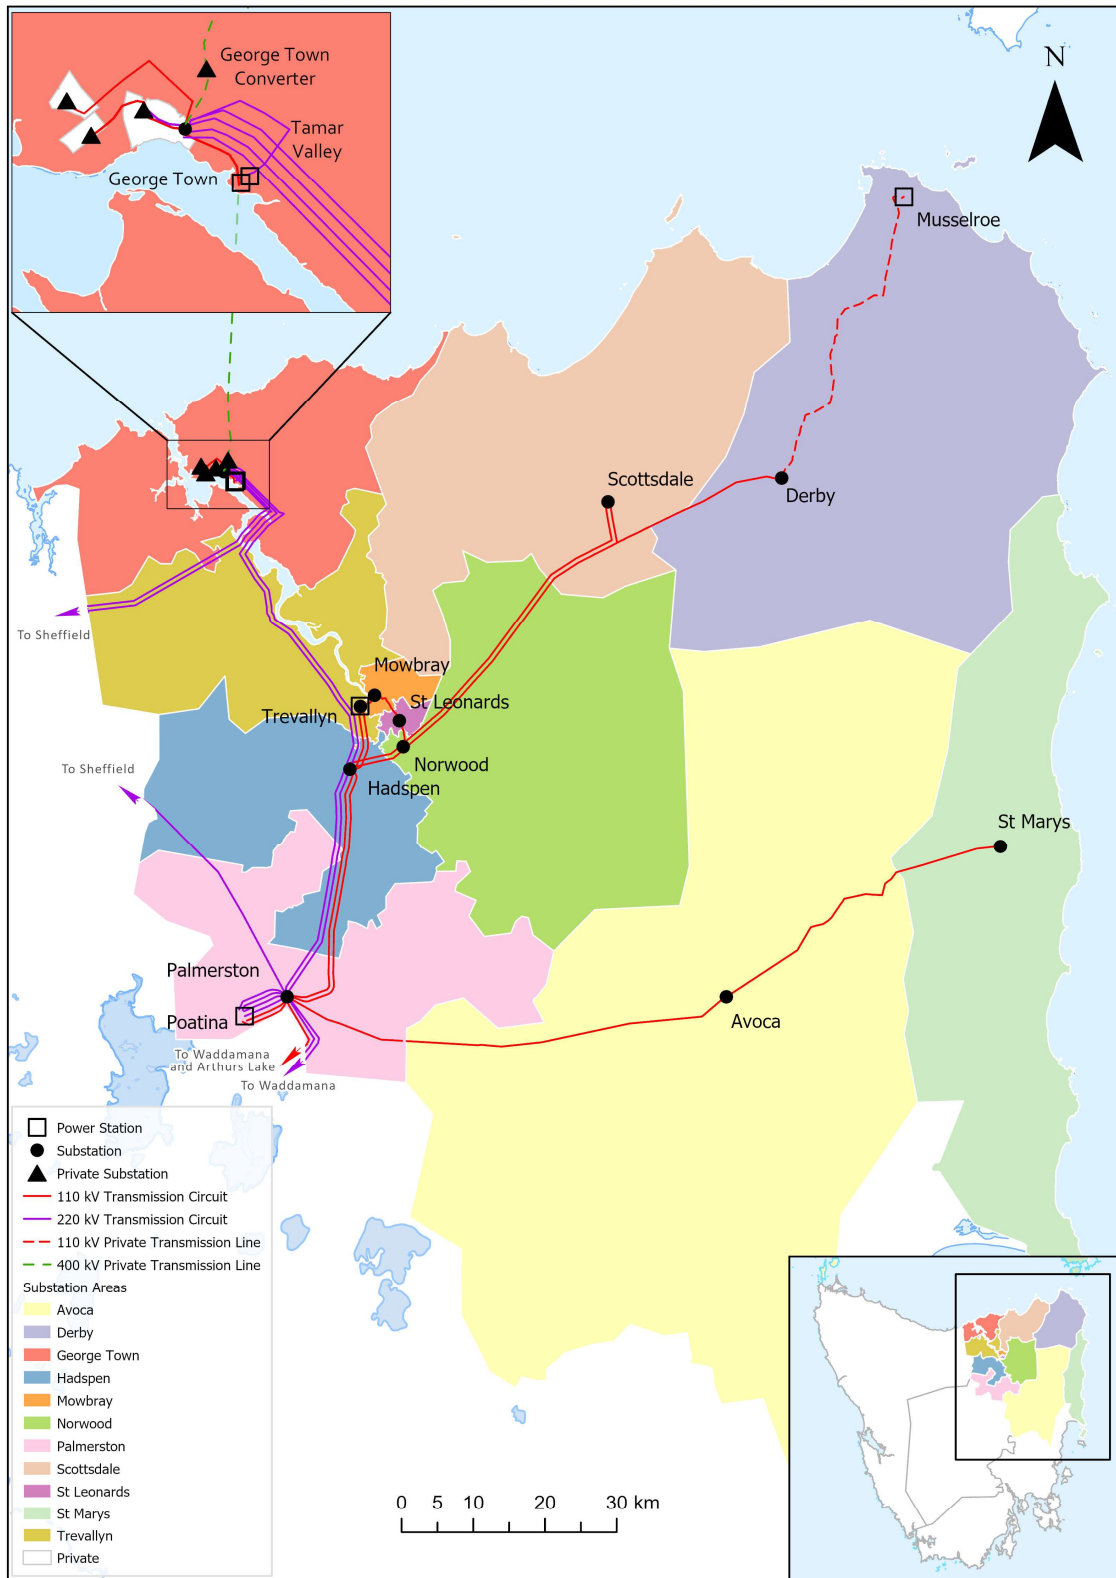 George Town
Converter
Tamar
Valley
George Town
N
Musselroe
Scottsdale
Derby
To Sheffield
Mowbray
St Leonards
Trevallyn
Norwood
To Sheffield
Hadspen
St Marys
Palmerston
Poatina
Avoca
To Waddamana
and Arthurs Lake
To Waddamana
Power Station
Substation
Private Substation
110 kV Transmission Circuit
220 kV Transmission Circuit
110 kV Private Transmission Line
400 kV Private Transmission Line
Substation Areas
Avoca
Derby
George Town
Hadspen
Mowbray
Norwood
Palmerston
Scottsdale
St Leonards
St Marys
Trevallyn
Private
0 5 10 20 30 km